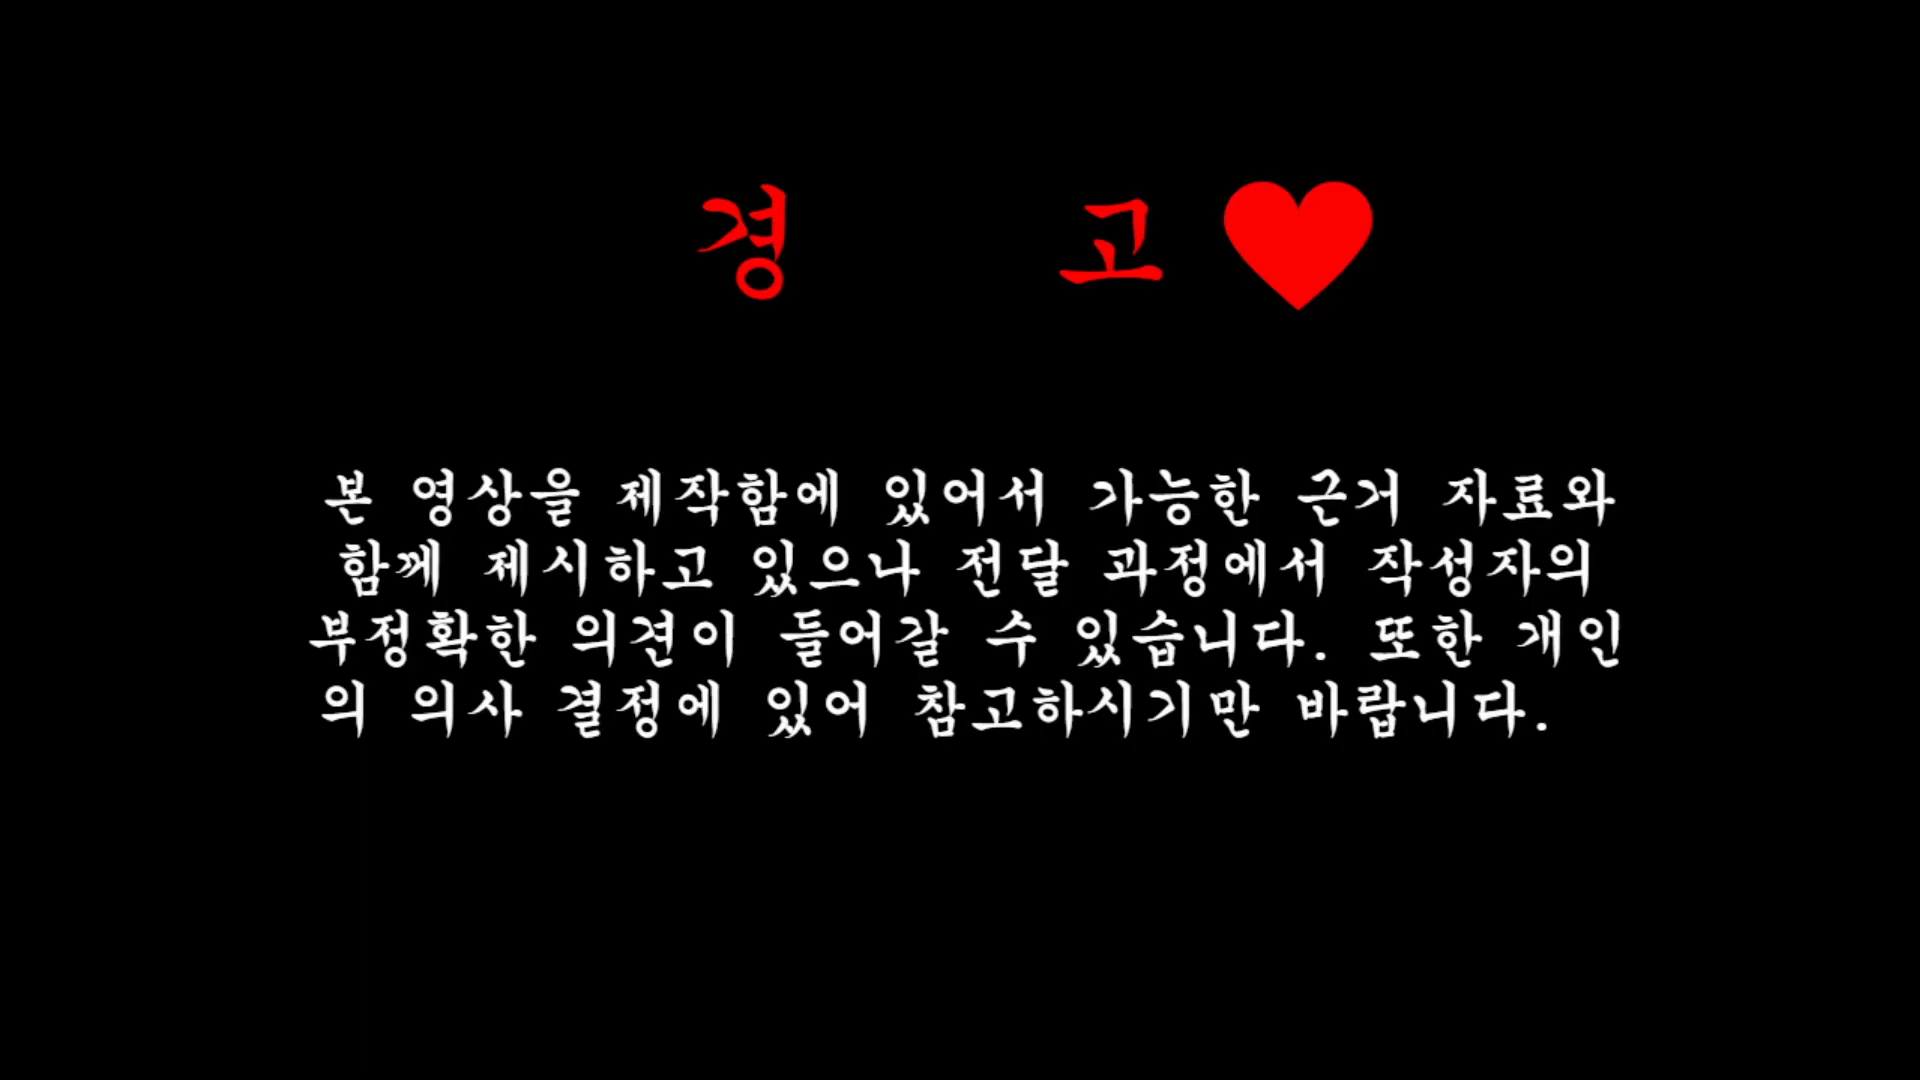 경 고♥
본 영상을 제작함에 있어서 가능한 근거 자료와
함께 제시하고 있으나 전달 과정에서 작성자의
부정확한 의견이 들어갈 수 있습니다. 또한 개인
의 의사 결정에 있어 참고하시기만 바랍니다.